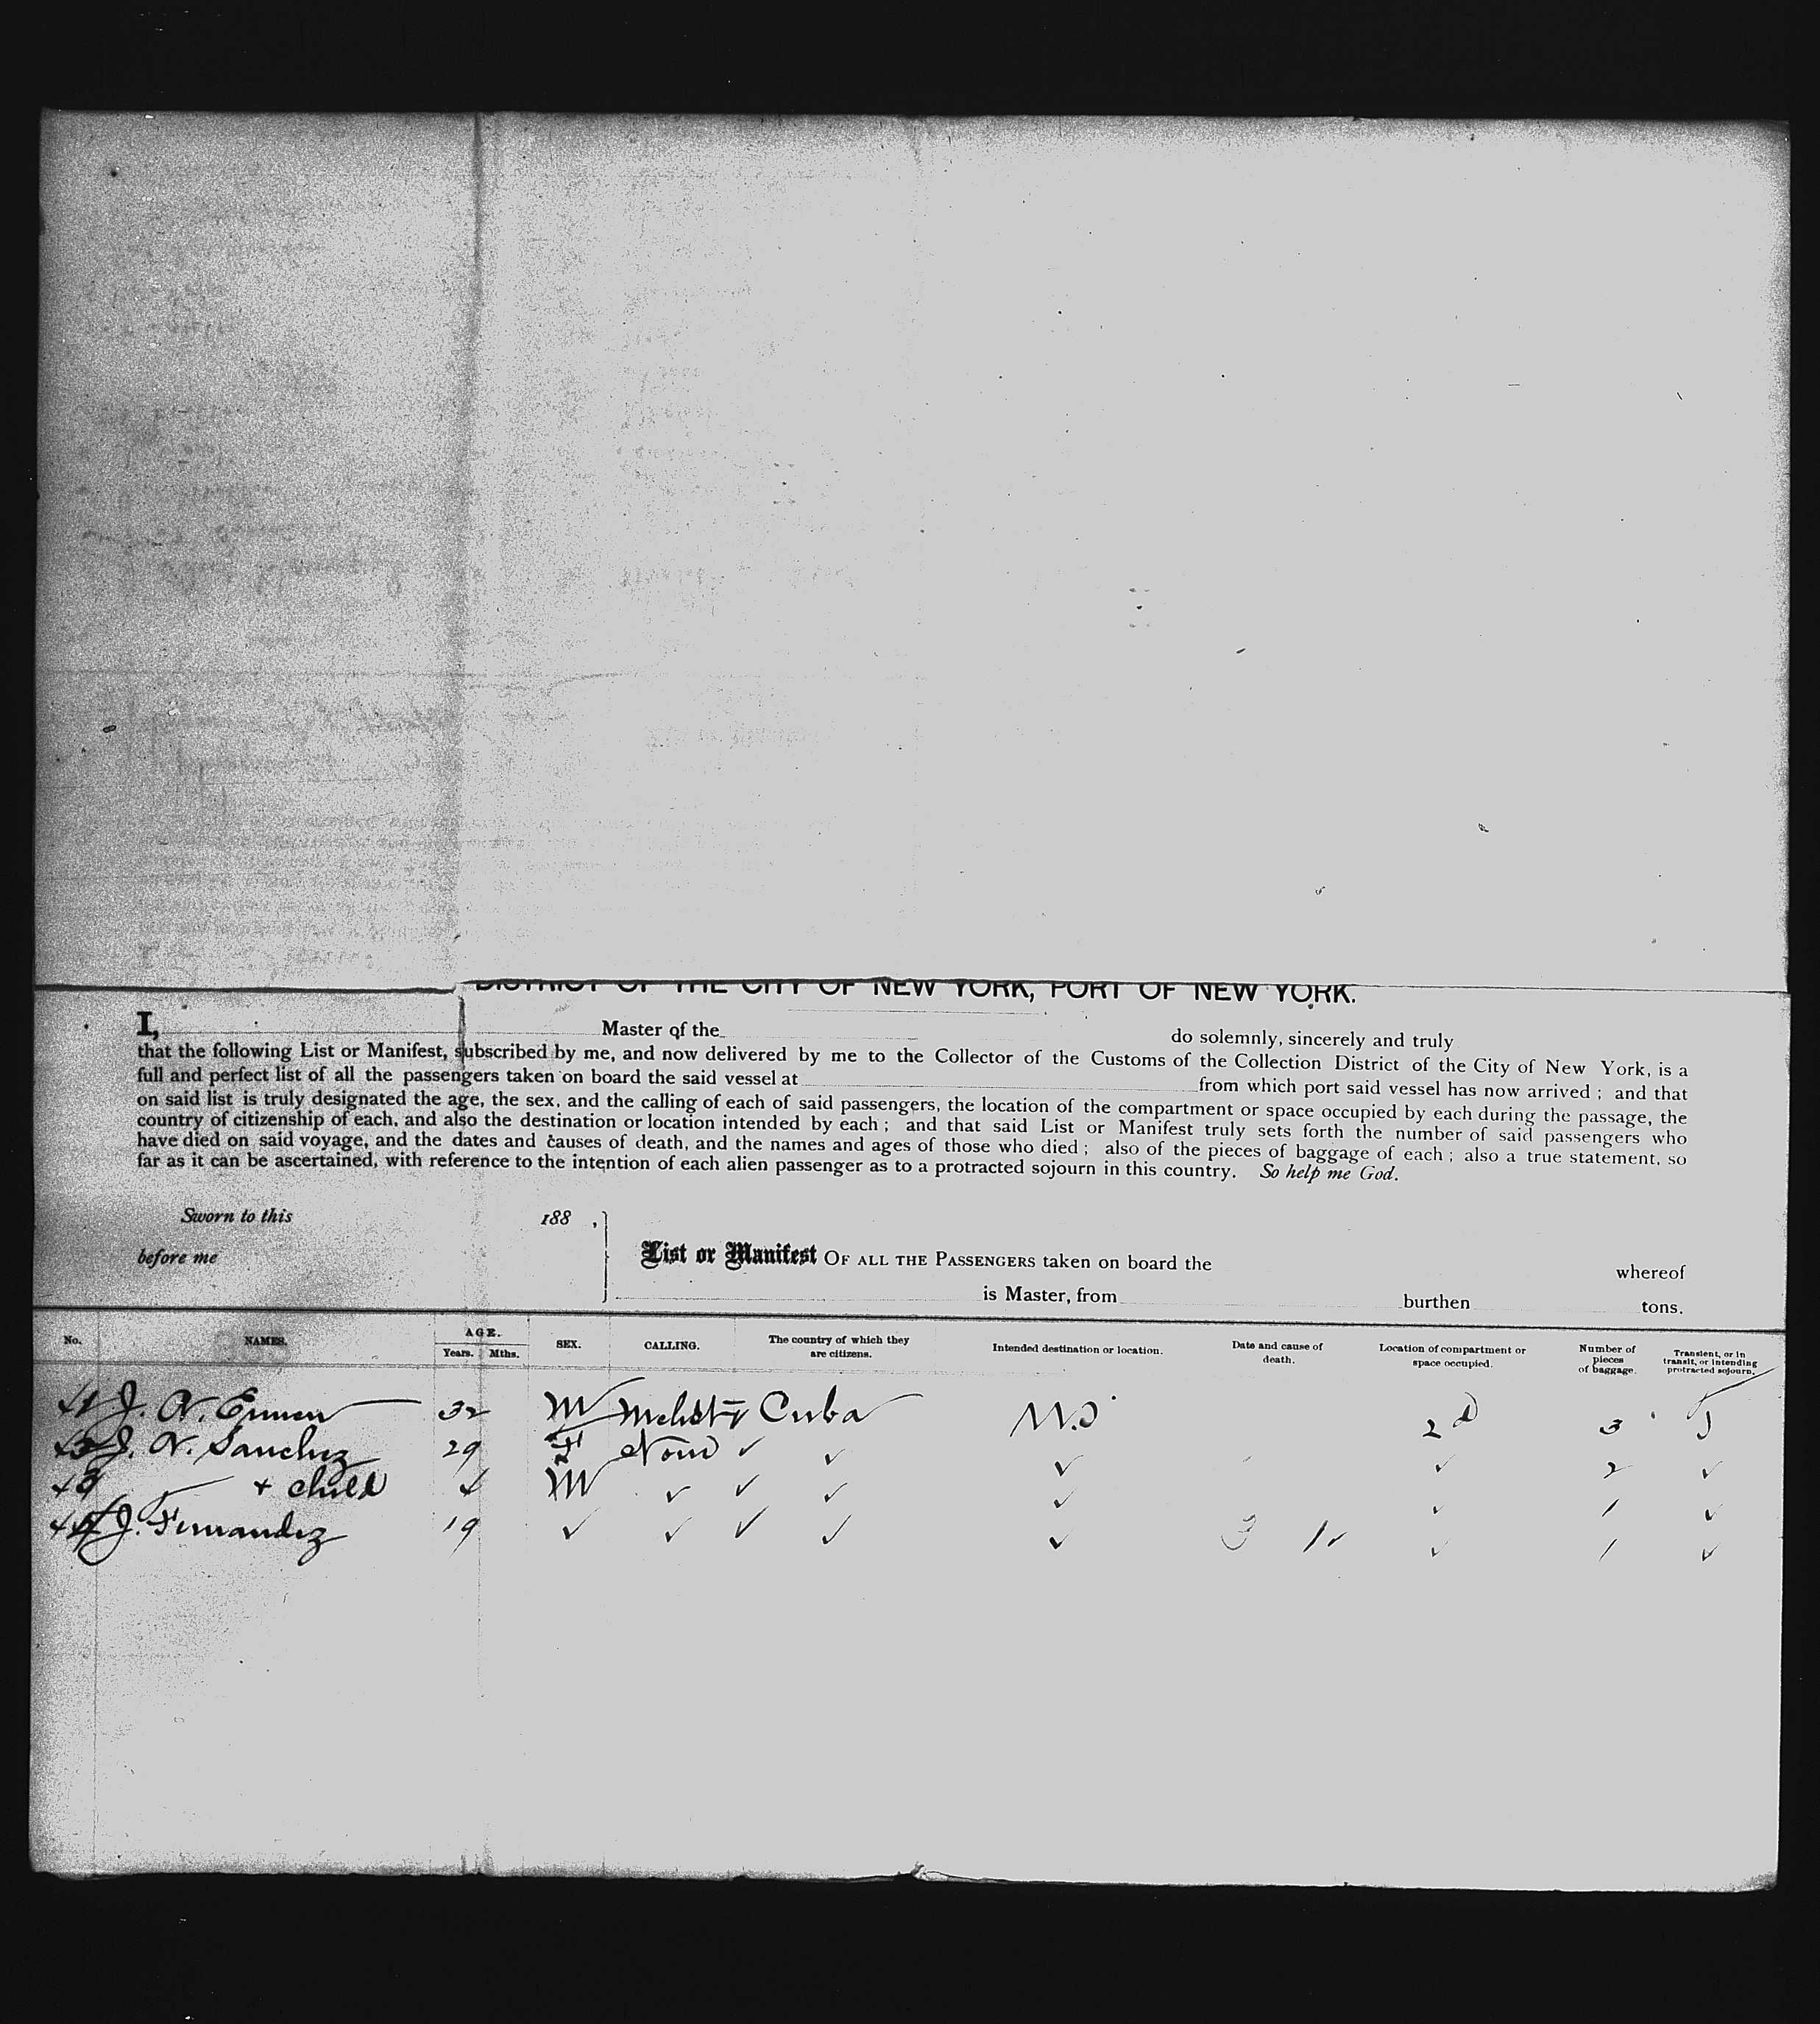 DISTRICT OF THE CITY OF NEW YORK, PORT OF NEW YORK.
I, Master of the do solemnly, sincerely and truly
that the following List or Manifest, subscribed by me, and now delivered by me to the Collector of the Customs of the Collection District of the City of New York, is a
full and perfect list of all the passengers taken on board the said vessel at from which port said vessel has now arrived ; and that
on said list is truly designated the age, the sex, and the calling of each of said passengers, the location of the compartment or space occupied by each during the passage, the
country of citizenship of each, and also the destination or location intended by each ; and that said List or Manifest truly sets forth the number of said passengers who
have died on said voyage, and the dates and causes of death, and the names and ages of those who died ; also of the pieces of baggage of each ; also a true statement, so
far as it can be ascertained, with reference to the intention of each alien passenger as to a protracted sojourn in this country. So help me God.
Sworn to this 188 ,
before me
List or Manifest OF ALL THE PASSENGERS taken on board the whereof
is Master, from burthen tons.
No. NAMES. AGE. Years. Mths. SEX. CALLING. The country of which they are citizens. Intended destination or location. Date and cause of death. Location of compartment or space occupied. Number of pieces of baggage. Transient, or in transit, or intending protracted sojourn.
J. N. 32 M Cuba 2d 3
J. N. Sanchez 29 F None ✓ ✓ ✓ ✓ 2 ✓
+ child M ✓ ✓ ✓ ✓ ✓ 1 ✓
J. Fernandez 19 ✓ ✓ ✓ ✓ ✓ ✓ 1 ✓